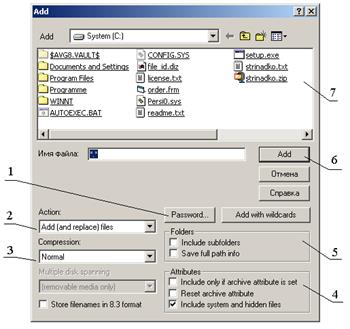 Add
Add
System (C:)
$AVG8.VAULT$ CONFIG.SYS setup.exe
Documents and Settings file_id.diz strinadko.txt
Program Files license.txt strinadko.zip
Programme order.frm
WINNT Persi0.sys
AUTOEXEC.BAT readme.txt
7
Имя файла:
Add
6
Отмена
Справка
1
Action:
Password...
Add with wildcards
2
Add (and replace) files
Folders
Include subfolders
Save full path info
5
Compression:
3
Normal
Multiple disk spanning
(removable media only)
Attributes
Include only if archive attribute is set
Reset archive attribute
Include system and hidden files
4
Store filenames in 8.3 format